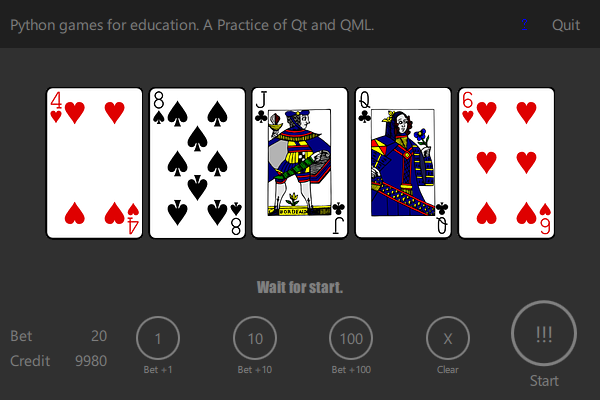 Python games for education. A Practice of Qt and QML. Quit
4 8 J Q 6
BORDEAUX
4 8 J Q 6
Wait for start.
Bet 20
Credit 9980
1 10 100 X !!!
Bet +1 Bet +10 Bet +100 Clear
Start